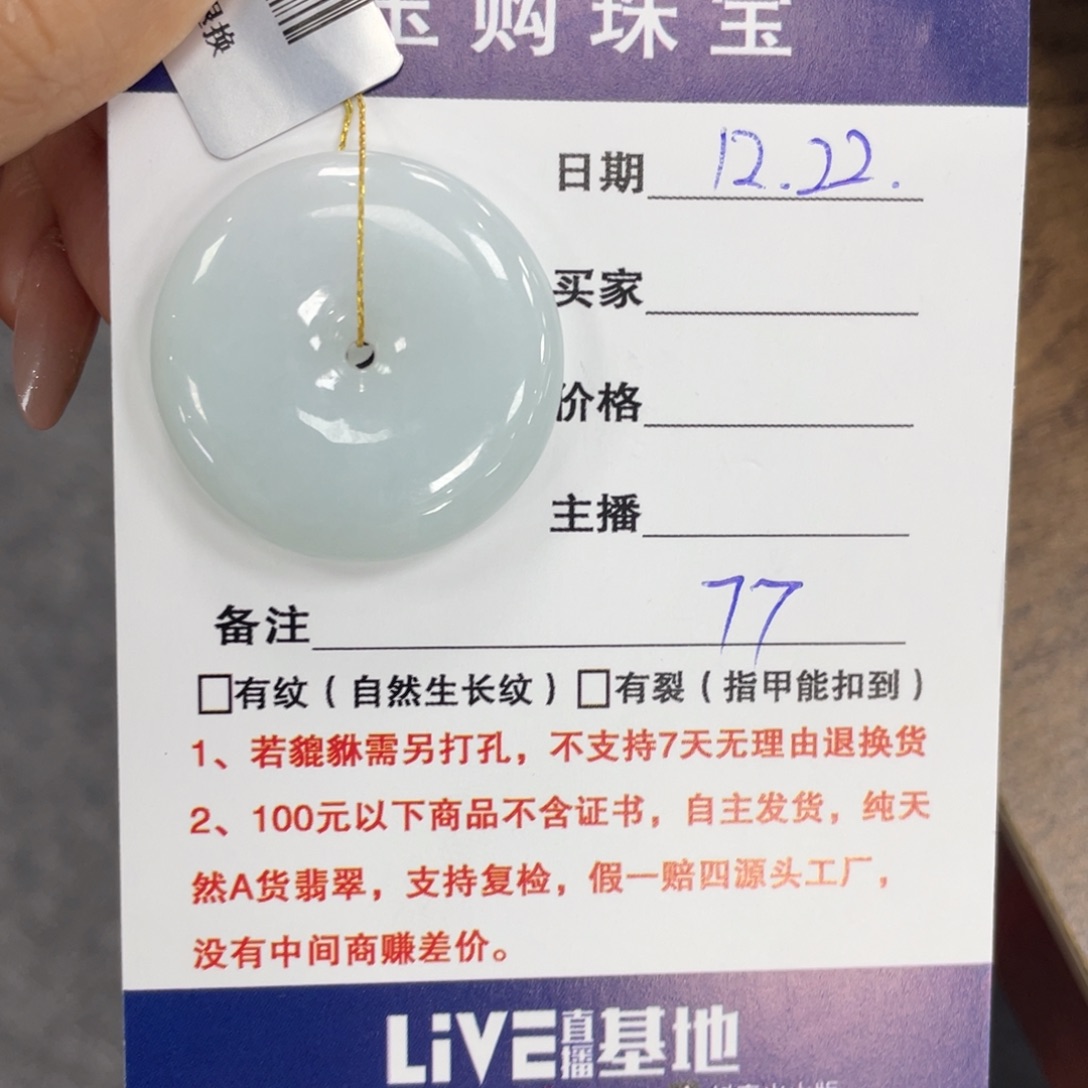 退换
玉购珠宝
日期 12.22.
买家
价格
主播
备注 77
□有纹（自然生长纹）□有裂（指甲能扣到）
1、若貔貅需另打孔，不支持7天无理由退换货
2、100元以下商品不含证书，自主发货，纯天
然A货翡翠，支持复检，假一赔四源头工厂，
没有中间商赚差价。
LiVE直播基地